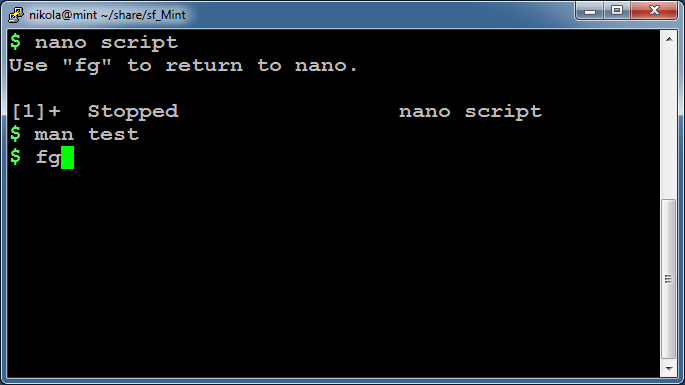 nikola@mint ~/share/sf_Mint
$ nano script
Use "fg" to return to nano.
[1]+  Stopped                 nano script
$ man test
$ fg